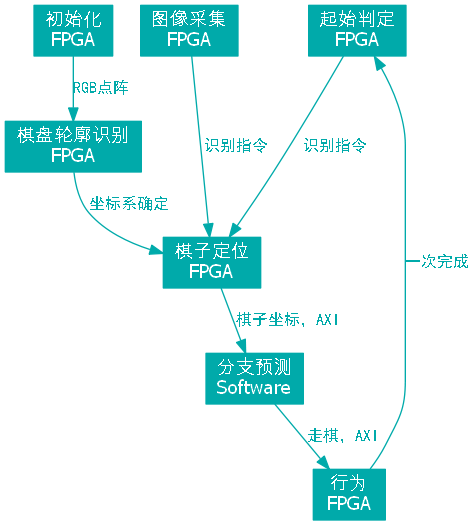 初始化
FPGA
图像采集
FPGA
起始判定
FPGA
RGB点阵
棋盘轮廓识别
FPGA
识别指令
识别指令
坐标系确定
棋子定位
FPGA
一次完成
棋子坐标，AXI
分支预测
Software
走棋，AXI
行为
FPGA